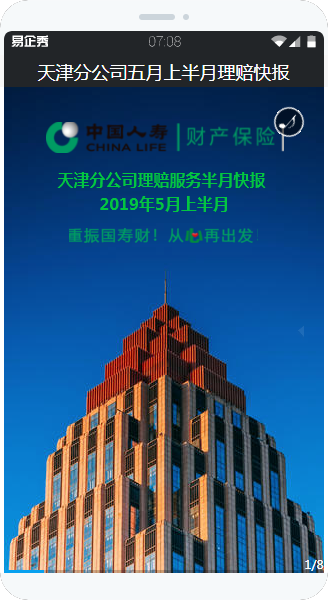 易企秀 07:08
天津分公司五月上半月理赔快报
中国人寿 财产保险
CHINA LIFE
天津分公司理赔服务半月快报
2019年5月上半月
重振国寿财！从心再出发
1/8